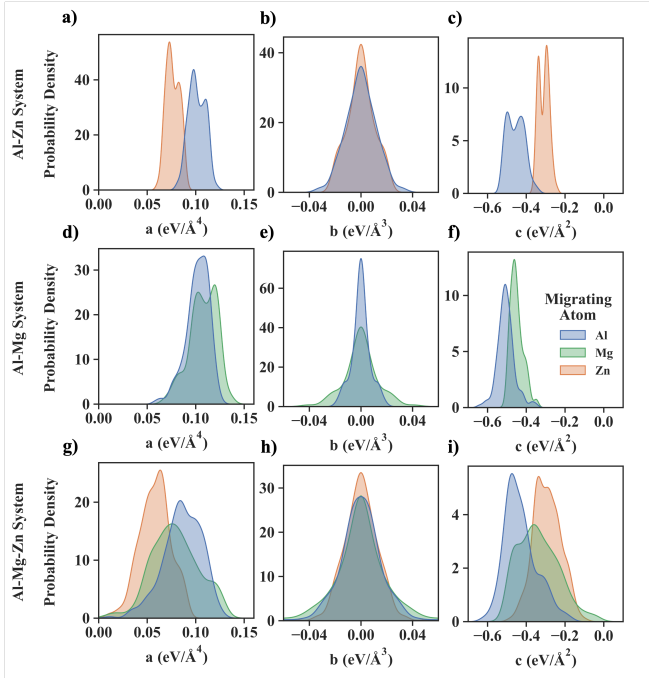 a)
b)
c)
Al-Zn System
Probability Density
40
20
0
0.00 0.05 0.10 0.15
a (eV/Å⁴)
40
20
0
−0.04 0.00 0.04
b (eV/Å³)
10
5
0
−0.6 −0.4 −0.2 0.0
c (eV/Å²)
d)
e)
f)
Al-Mg System
Probability Density
30
20
10
0
0.00 0.05 0.10 0.15
a (eV/Å⁴)
60
40
20
0
−0.04 0.00 0.04
b (eV/Å³)
10
5
0
Migrating
Atom
Al
Mg
Zn
−0.6 −0.4 −0.2 0.0
c (eV/Å²)
g)
h)
i)
Al-Mg-Zn System
Probability Density
20
10
0
0.00 0.05 0.10 0.15
a (eV/Å⁴)
30
20
10
0
−0.04 0.00 0.04
b (eV/Å³)
4
2
0
−0.6 −0.4 −0.2 0.0
c (eV/Å²)